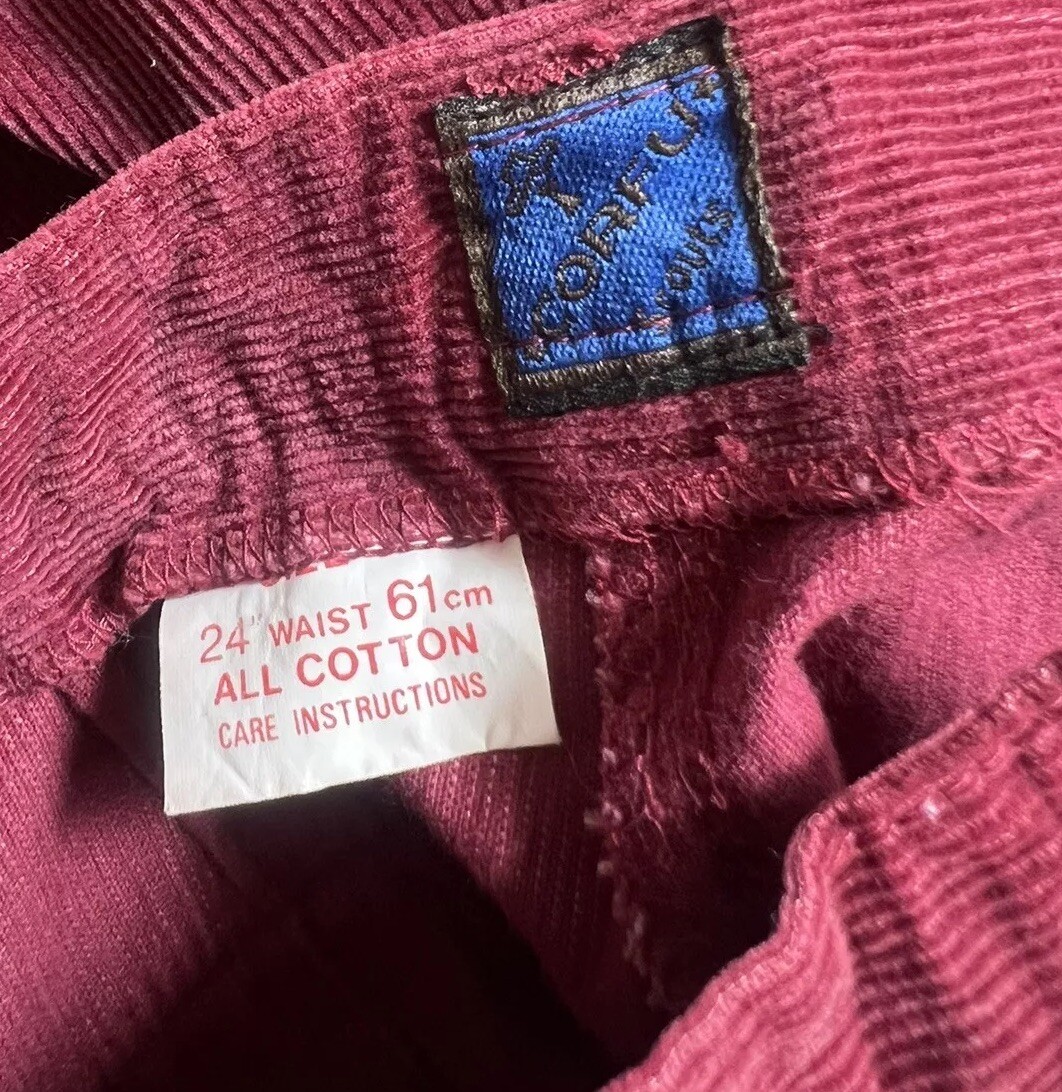 CORFU
24" WAIST 61cm
ALL COTTON
CARE INSTRUCTIONS